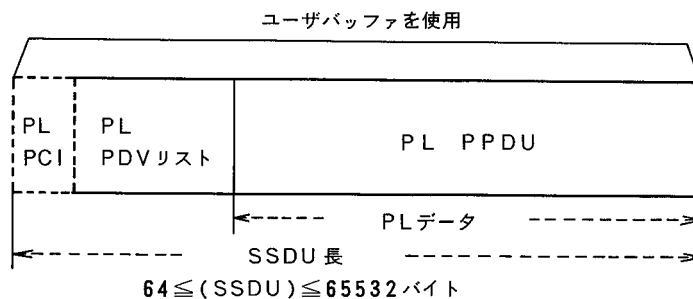 ユーザバッファを使用
PL
PCI
PL
PDVリスト
PL PPDU
PLデータ
SSDU長
64≦(SSDU)≦65532バイト